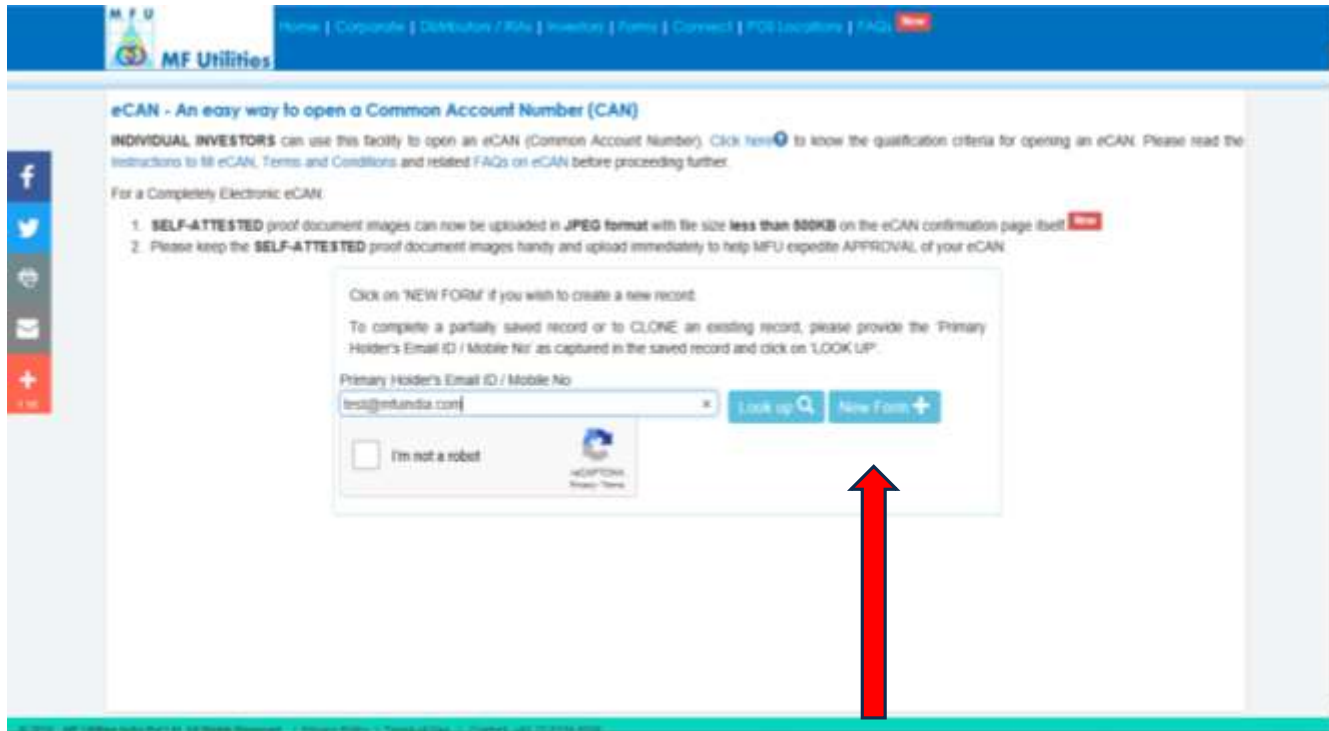 M F U
MF Utilities
Home | Corporate | Distributors / RIAs | Investors | Forms | Connect | POS Locations | FAQs New
eCAN - An easy way to open a Common Account Number (CAN)
INDIVIDUAL INVESTORS can use this facility to open an eCAN (Common Account Number). Click here to know the qualification criteria for opening an eCAN. Please read the
Instructions to fill eCAN, Terms and Conditions and related FAQs on eCAN before proceeding further.
For a Completely Electronic eCAN:
1. SELF-ATTESTED proof document images can now be uploaded in JPEG format with file size less than 500KB on the eCAN confirmation page itself. New
2. Please keep the SELF-ATTESTED proof document images handy and upload immediately to help MFU expedite APPROVAL of your eCAN
Click on 'NEW FORM' if you wish to create a new record.
To complete a partially saved record or to CLONE an existing record, please provide the 'Primary
Holder's Email ID / Mobile No' as captured in the saved record and click on 'LOOK UP'.
Primary Holder's Email ID / Mobile No
test@mfuindia.com
Look up
New Form
I'm not a robot
reCAPTCHA
Privacy - Terms